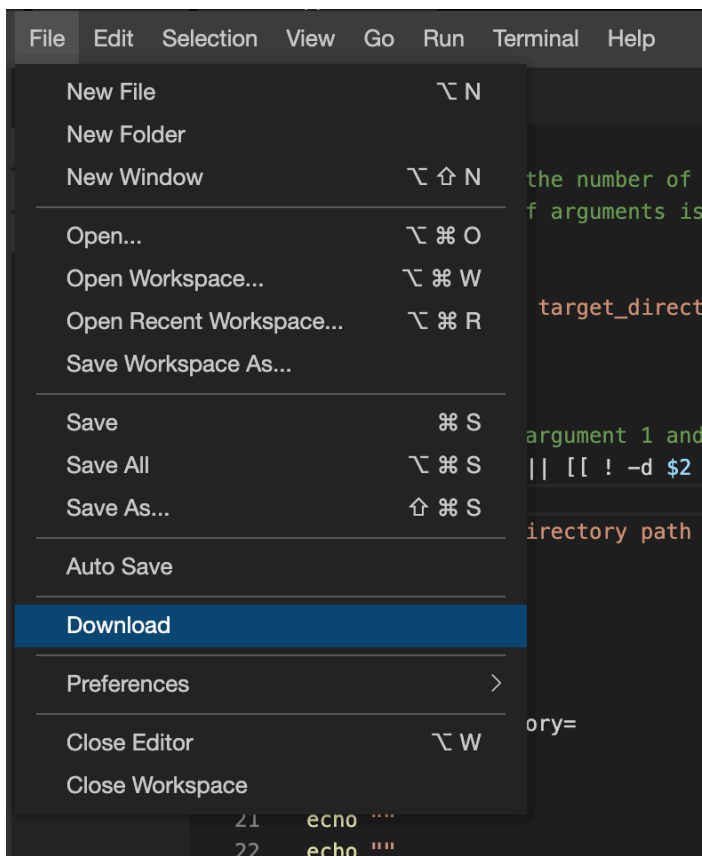 File Edit Selection View Go Run Terminal Help
New File ⌥ N
New Folder
New Window ⌥ ⇧ N
the number of
f arguments is
Open... ⌥ ⌘ O
Open Workspace... ⌥ ⌘ W
Open Recent Workspace... ⌥ ⌘ R
target_direct
Save Workspace As...
Save ⌘ S
argument 1 and
Save All ⌥ ⌘ S
|| [[ ! -d $2
Save As... ⇧ ⌘ S
irectory path
Auto Save
Download
Preferences >
ory=
Close Editor ⌥ W
Close Workspace
21 echo ""
22 echo ""